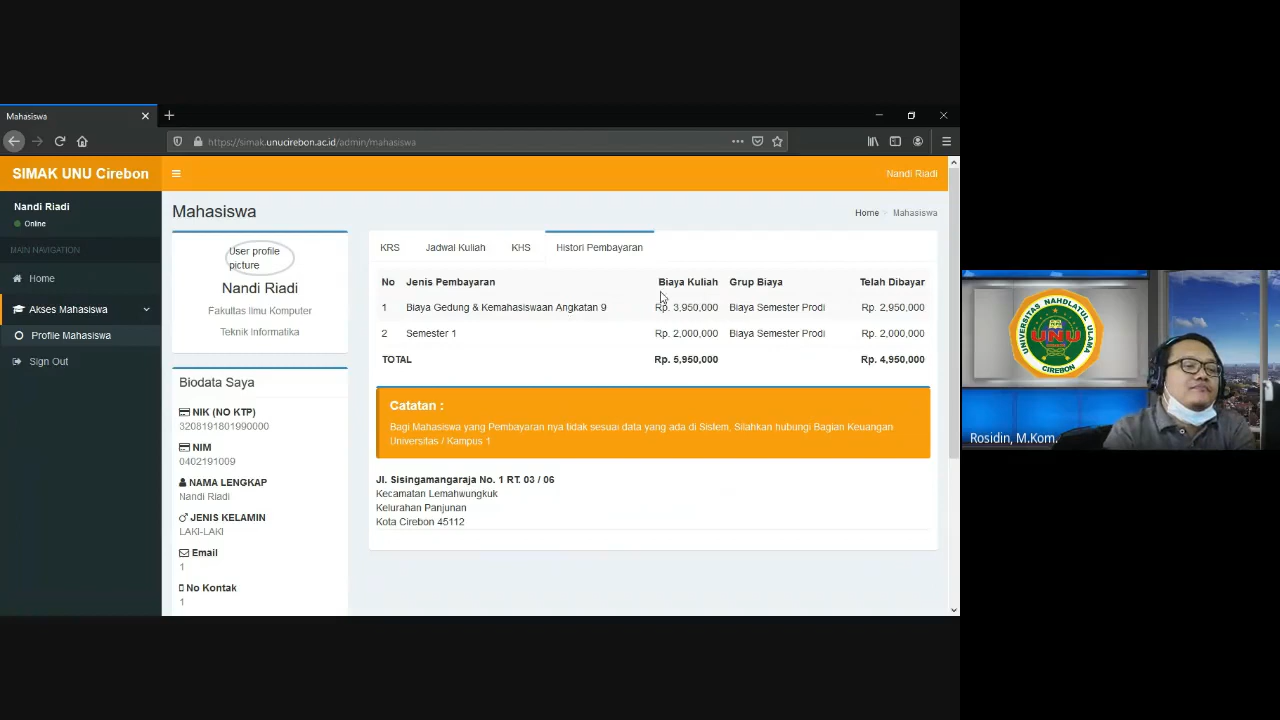 Mahasiswa
https://simak.unucirebon.ac.id/admin/mahasiswa
SIMAK UNU Cirebon
Nandi Riadi
Nandi Riadi
Online
MAIN NAVIGATION
Home
Akses Mahasiswa
Profile Mahasiswa
Sign Out
Mahasiswa
Home
Mahasiswa
User profile
picture
Nandi Riadi
Fakultas Ilmu Komputer
Teknik Informatika
Biodata Saya
NIK (NO KTP)
3208191801990000
NIM
0402191009
NAMA LENGKAP
Nandi Riadi
JENIS KELAMIN
LAKI-LAKI
Email
1
No Kontak
1
KRS Jadwal Kuliah KHS Histori Pembayaran
No Jenis Pembayaran Biaya Kuliah Grup Biaya Telah Dibayar
1 Biaya Gedung & Kemahasiswaan Angkatan 9 Rp. 3,950,000 Biaya Semester Prodi Rp. 2,950,000
2 Semester 1 Rp. 2,000,000 Biaya Semester Prodi Rp. 2,000,000
TOTAL Rp. 5,950,000 Rp. 4,950,000
Catatan :
Bagi Mahasiswa yang Pembayaran nya tidak sesuai data yang ada di Sistem, Silahkan hubungi Bagian Keuangan
Universitas / Kampus 1
Jl. Sisingamangaraja No. 1 RT. 03 / 06
Kecamatan Lemahwungkuk
Kelurahan Panjunan
Kota Cirebon 45112
UNIVERSITAS NAHDLATUL ULAMA
UNU
CIREBON
Rosidin, M.Kom.